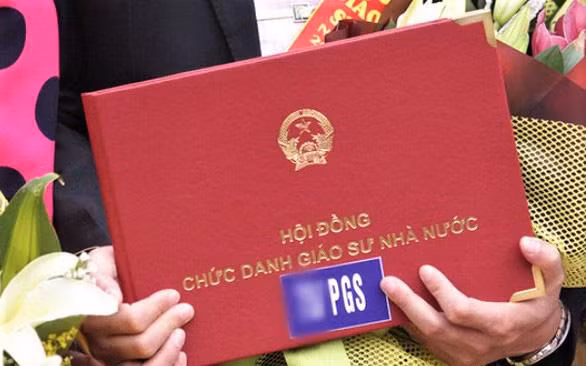 HỘI ĐỒNG
CHỨC DANH GIÁO SƯ NHÀ NƯỚC
PGS